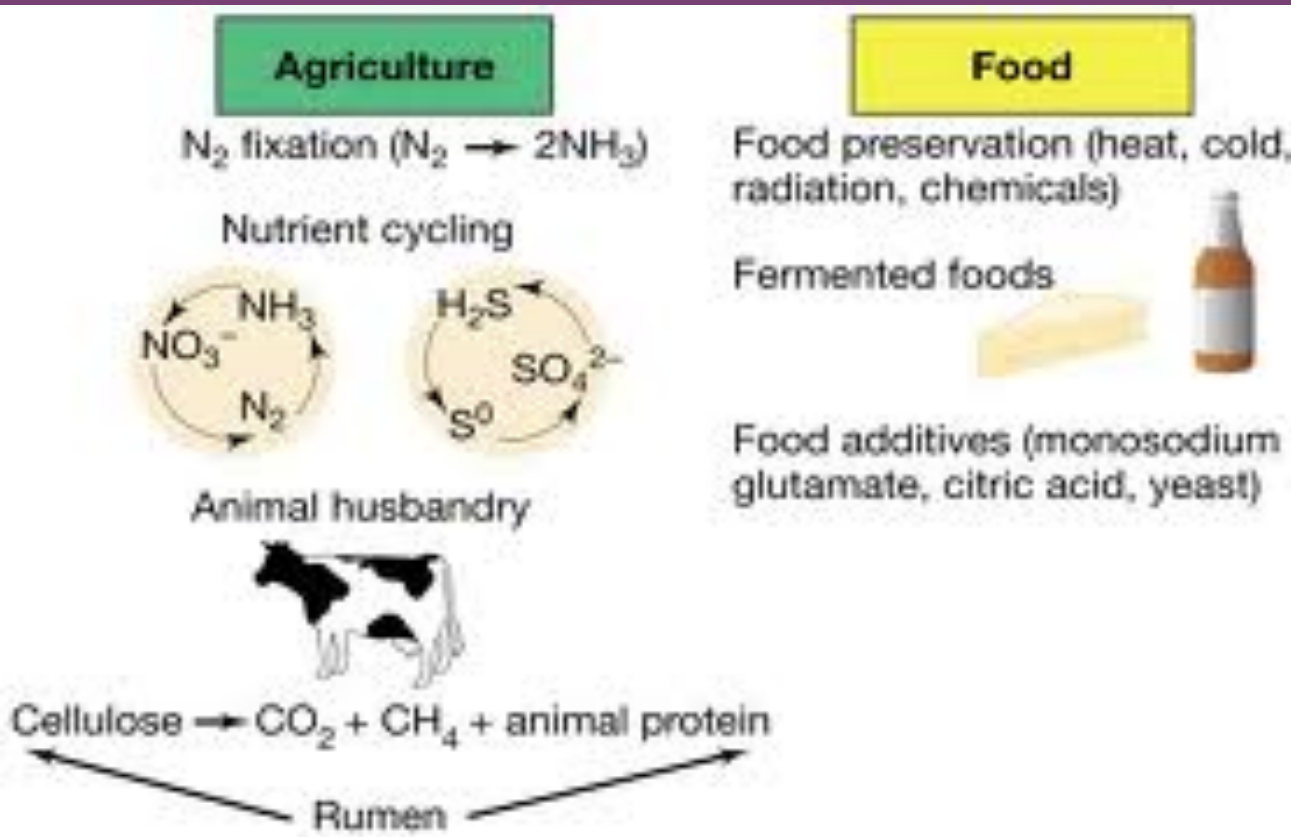 Agriculture
N₂ fixation (N₂ → 2NH₃)
Nutrient cycling
NH₃
NO₃⁻
N₂
H₂S
SO₄²⁻
S⁰
Animal husbandry
Cellulose → CO₂ + CH₄ + animal protein
Rumen
Food
Food preservation (heat, cold,
radiation, chemicals)
Fermented foods
Food additives (monosodium
glutamate, citric acid, yeast)